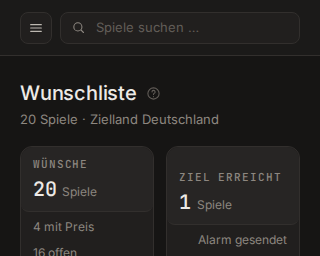 Spiele suchen ...
Wunschliste
20 Spiele · Zielland Deutschland
WÜNSCHE
20 Spiele
4 mit Preis
16 offen
ZIEL ERREICHT
1 Spiele
Alarm gesendet